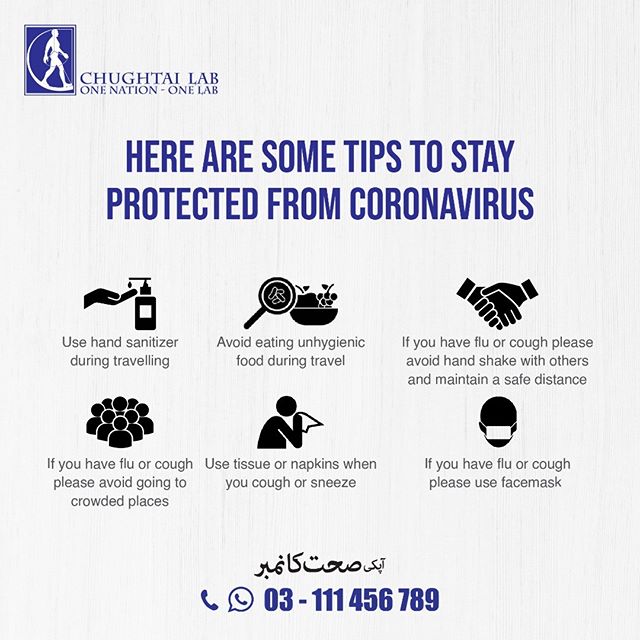 CHUGHTAI LAB
ONE NATION - ONE LAB
HERE ARE SOME TIPS TO STAY
PROTECTED FROM CORONAVIRUS
Use hand sanitizer
during travelling
Avoid eating unhygienic
food during travel
If you have flu or cough please
avoid hand shake with others
and maintain a safe distance
If you have flu or cough
please avoid going to
crowded places
Use tissue or napkins when
you cough or sneeze
If you have flu or cough
please use facemask
آپکی صحت کا نمبر
03 - 111 456 789